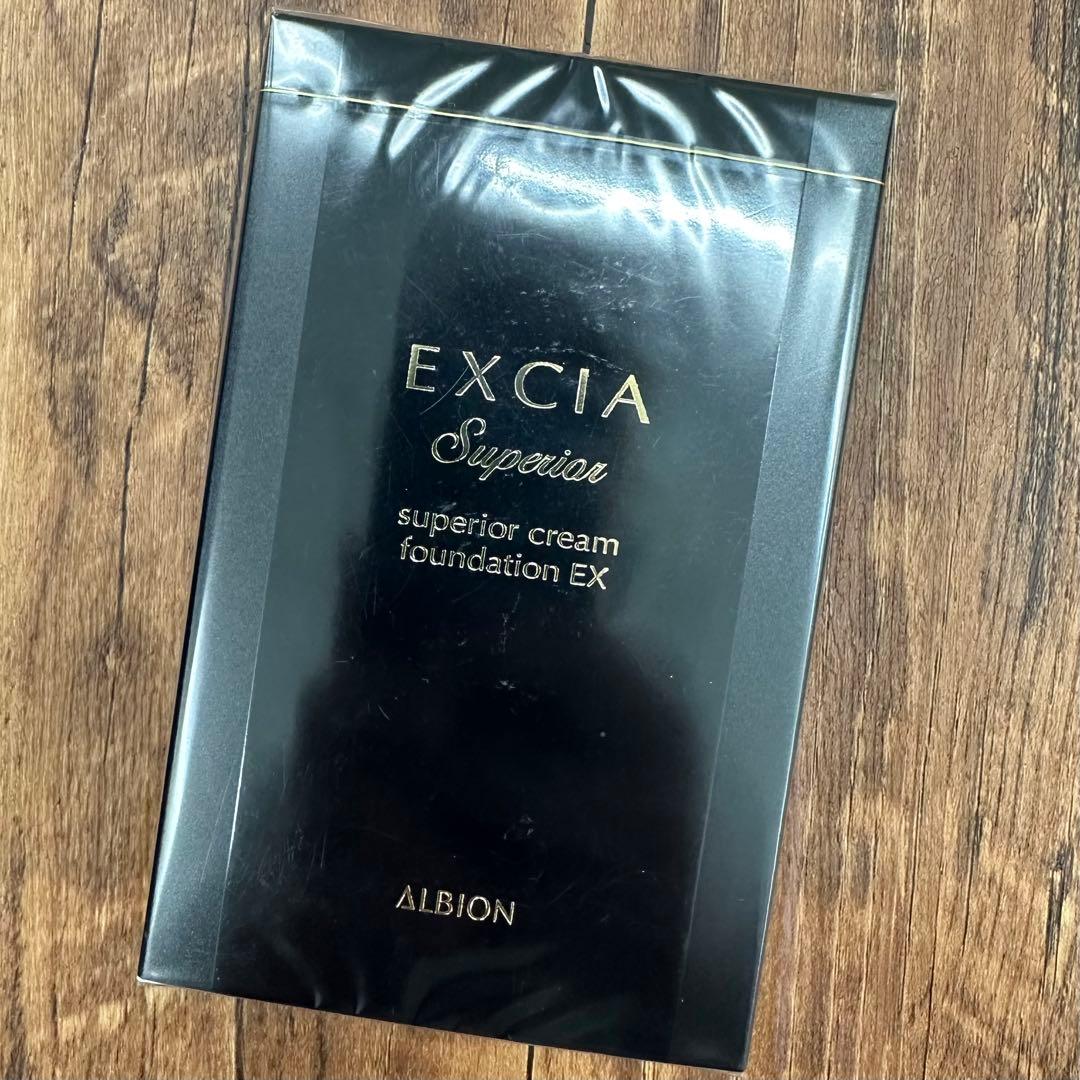 EXCIA
Superior
superior cream
foundation EX
ALBION